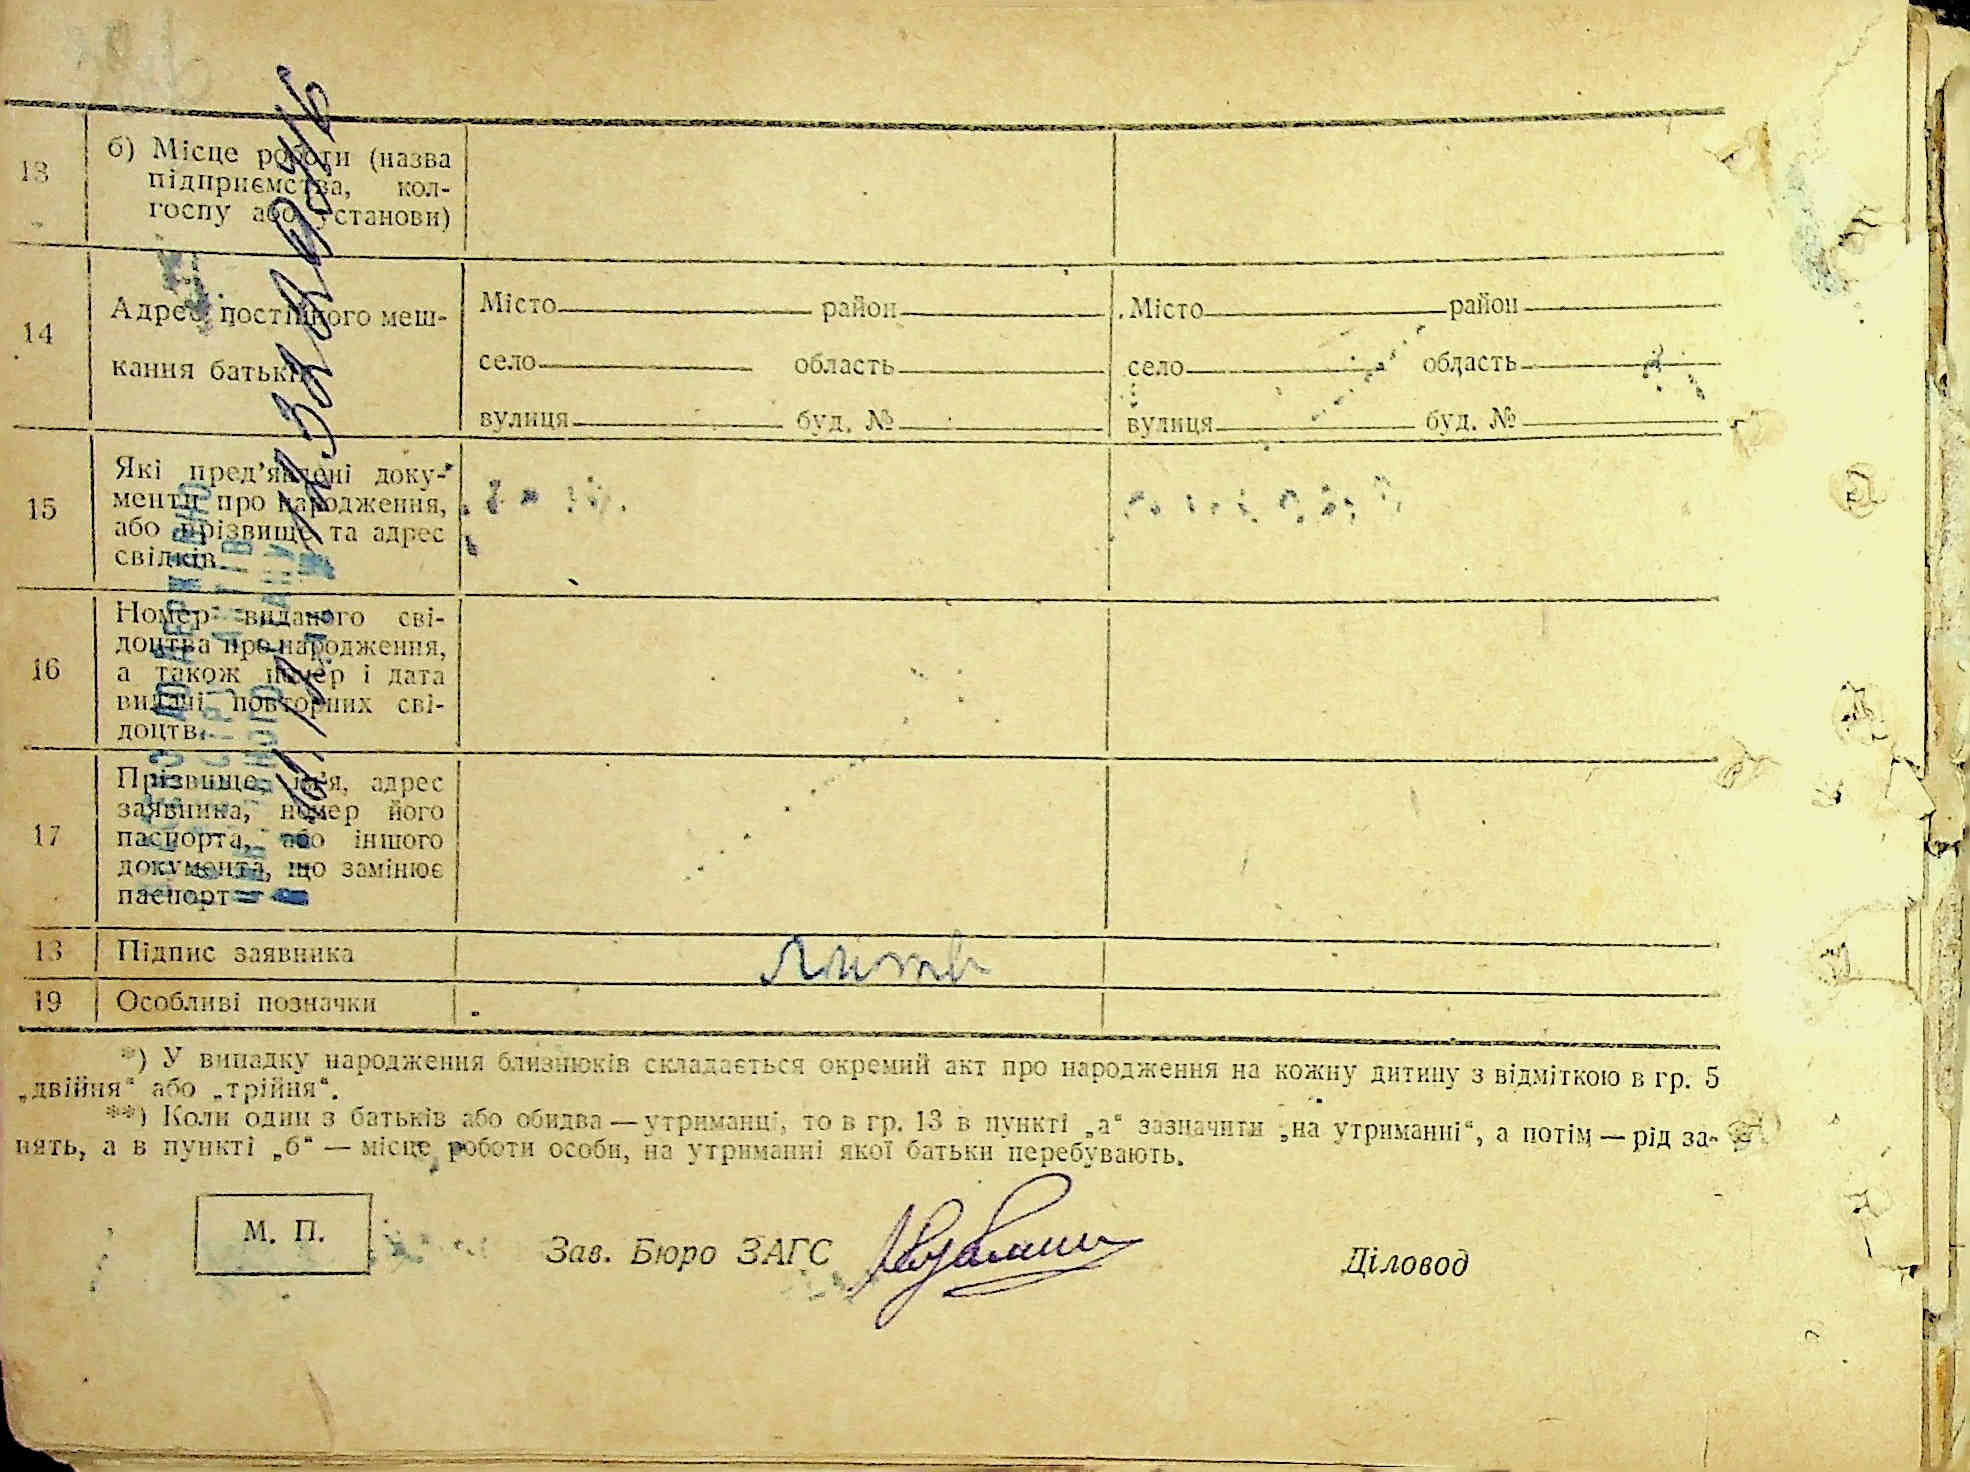 13 б) Місце роботи (назва
підприємства, кол-
госпу або установи)
14 Адрес постійного меш-
кання батьків
Місто район
село область
вулиця буд. №
Місто район
село область
вулиця буд. №
15 Які пред'явлені доку-
менти про народження,
або прізвище та адрес
свідків
16 Номер виданого сві-
доцтва про народження,
а також номер і дата
видачі повторних сві-
доцтв
17 Прізвище, ім'я, адрес
заявника, номер його
паспорта, або іншого
документа, що замінює
паспорт
13 Підпис заявника
19 Особливі позначки
*) У випадку народження близнюків складається окремий акт про народження на кожну дитину з відміткою в гр. 5
„двійня“ або „трійня“.
**) Коли один з батьків або обидва — утриманці, то в гр. 13 в пункті „а“ зазначити „на утриманні“, а потім — рід за-
нять, а в пункті „б“ — місце роботи особи, на утриманні якої батьки перебувають.
М. П.
Зав. Бюро ЗАГС
Діловод